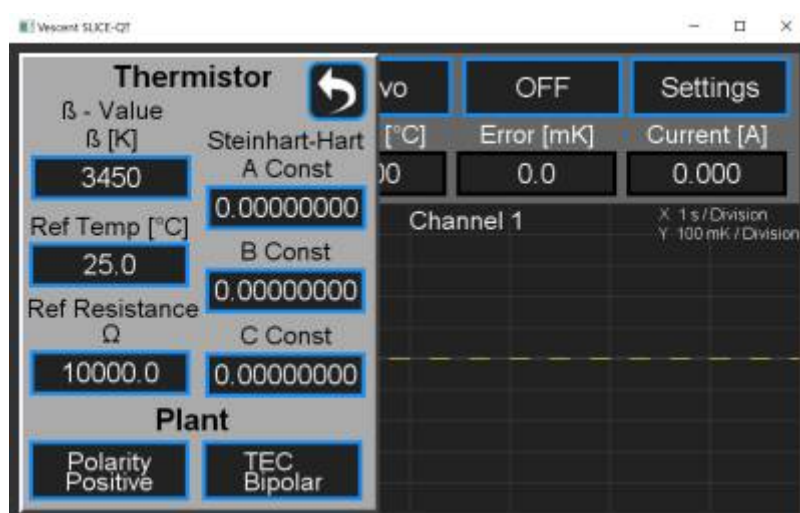 Vescent SLICE-QT
Thermistor
ß - Value
ß [K]
3450
Ref Temp [°C]
25.0
Ref Resistance
Ω
10000.0
Steinhart-Hart
A Const
0.00000000
B Const
0.00000000
C Const
0.00000000
Plant
Polarity
Positive
TEC
Bipolar
vo
OFF
Settings
[°C]
Error [mK]
Current [A]
00
0.0
0.000
Channel 1
X 1 s / Division
Y 100 mK / Division